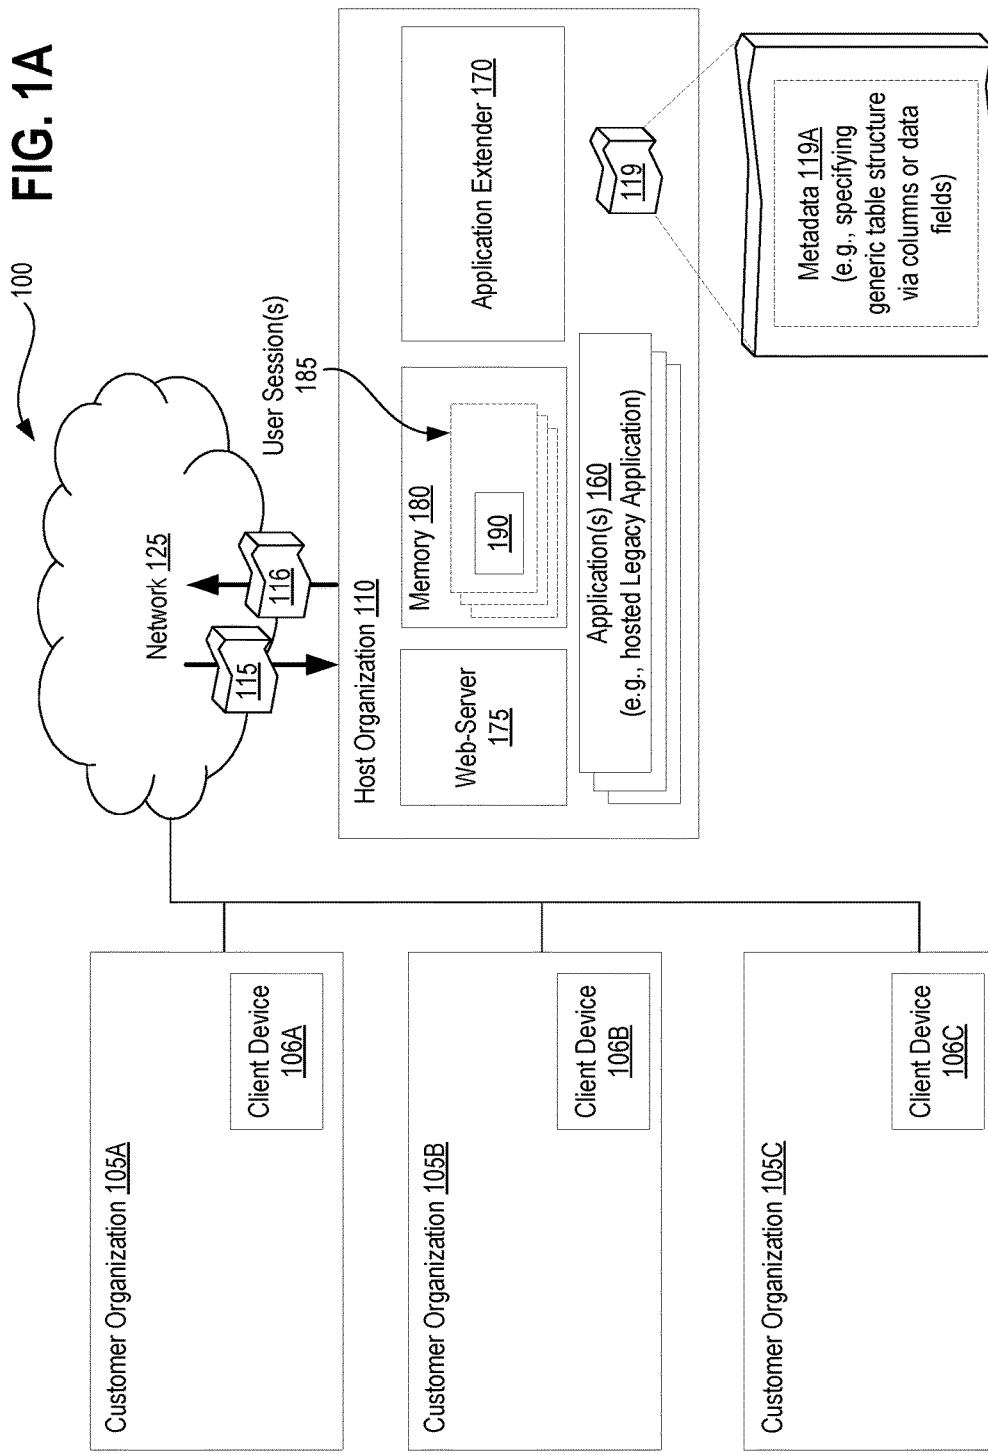 FIG. 1A
100
Network 125
115
116
User Session(s)
185
Host Organization 110
Web-Server
175
Memory 180
190
Application Extender 170
Application(s) 160
(e.g., hosted Legacy Application)
119
Metadata 119A
(e.g., specifying
generic table structure
via columns or data
fields)
Customer Organization 105A
Client Device
106A
Customer Organization 105B
Client Device
106B
Customer Organization 105C
Client Device
106C